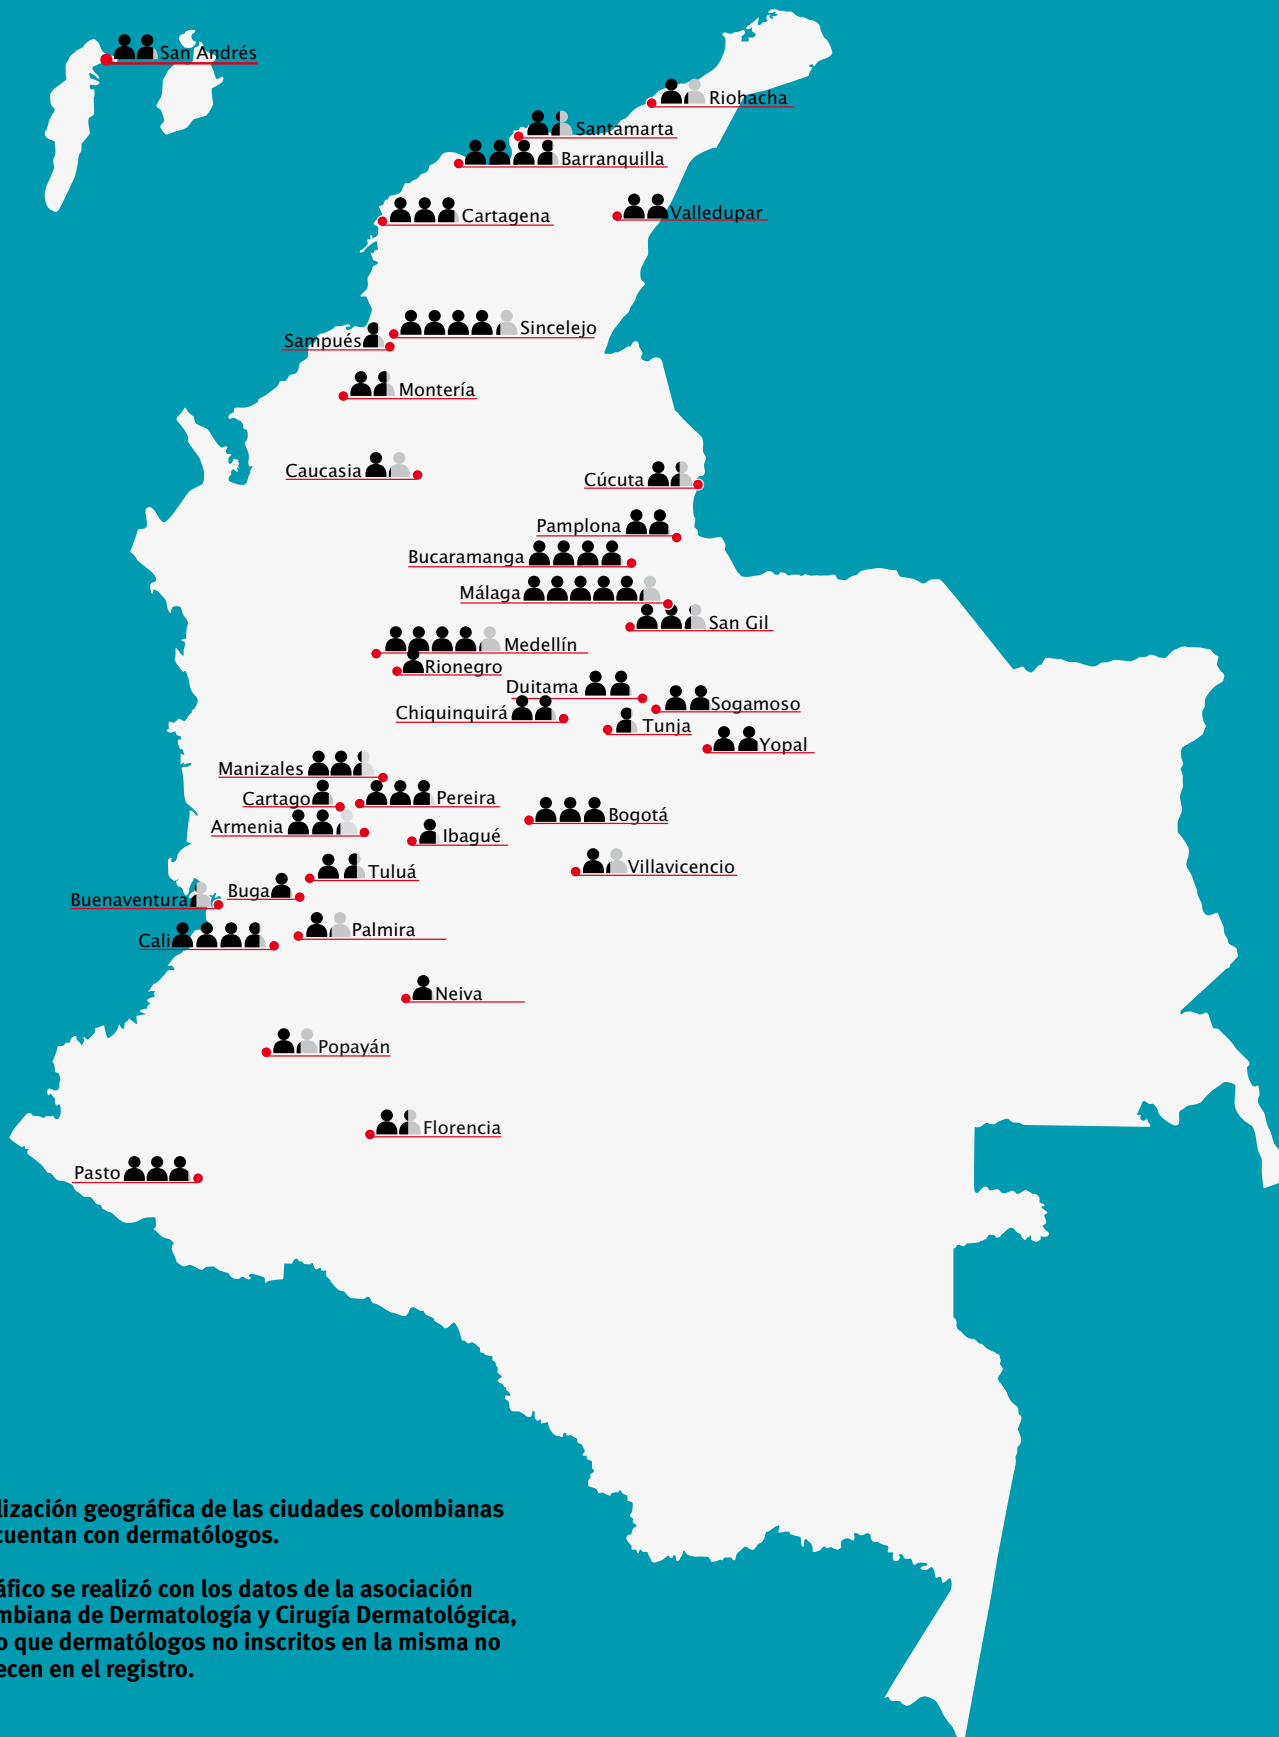 San Andrés
Riohacha
Santamarta
Barranquilla
Cartagena
Valledupar
Sincelejo
Sampués
Montería
Caucasia
Cúcuta
Pamplona
Bucaramanga
Málaga
San Gil
Medellín
Rionegro
Duitama
Sogamoso
Chiquinquirá
Tunja
Yopal
Manizales
Cartago
Pereira
Bogotá
Armenia
Ibagué
Tuluá
Villavicencio
Buga
Buenaventura
Palmira
Cali
Neiva
Popayán
Florencia
Pasto
lización geográfica de las ciudades colombianas
cuentan con dermatólogos.
áfico se realizó con los datos de la asociación
mbiana de Dermatología y Cirugía Dermatológica,
o que dermatólogos no inscritos en la misma no
ecen en el registro.